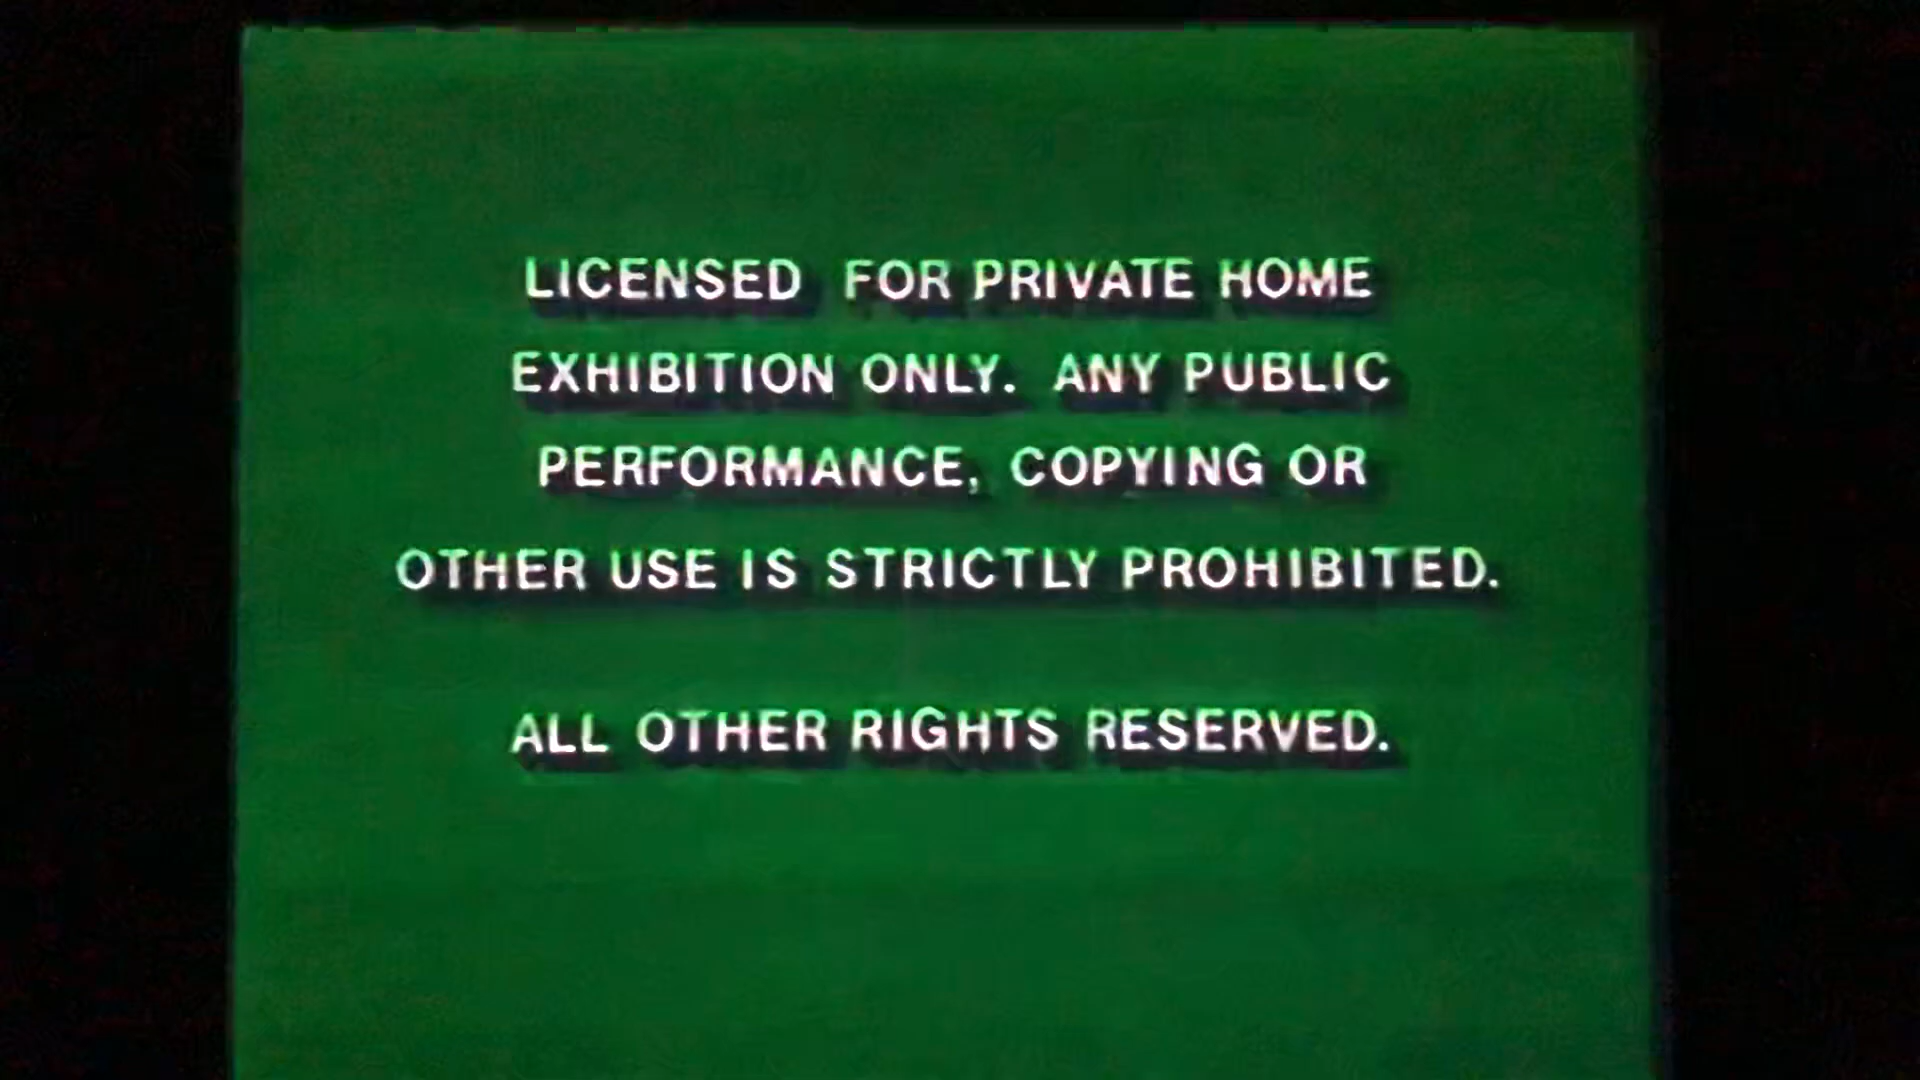 LICENSED FOR PRIVATE HOME
EXHIBITION ONLY. ANY PUBLIC
PERFORMANCE, COPYING OR
OTHER USE IS STRICTLY PROHIBITED.
ALL OTHER RIGHTS RESERVED.